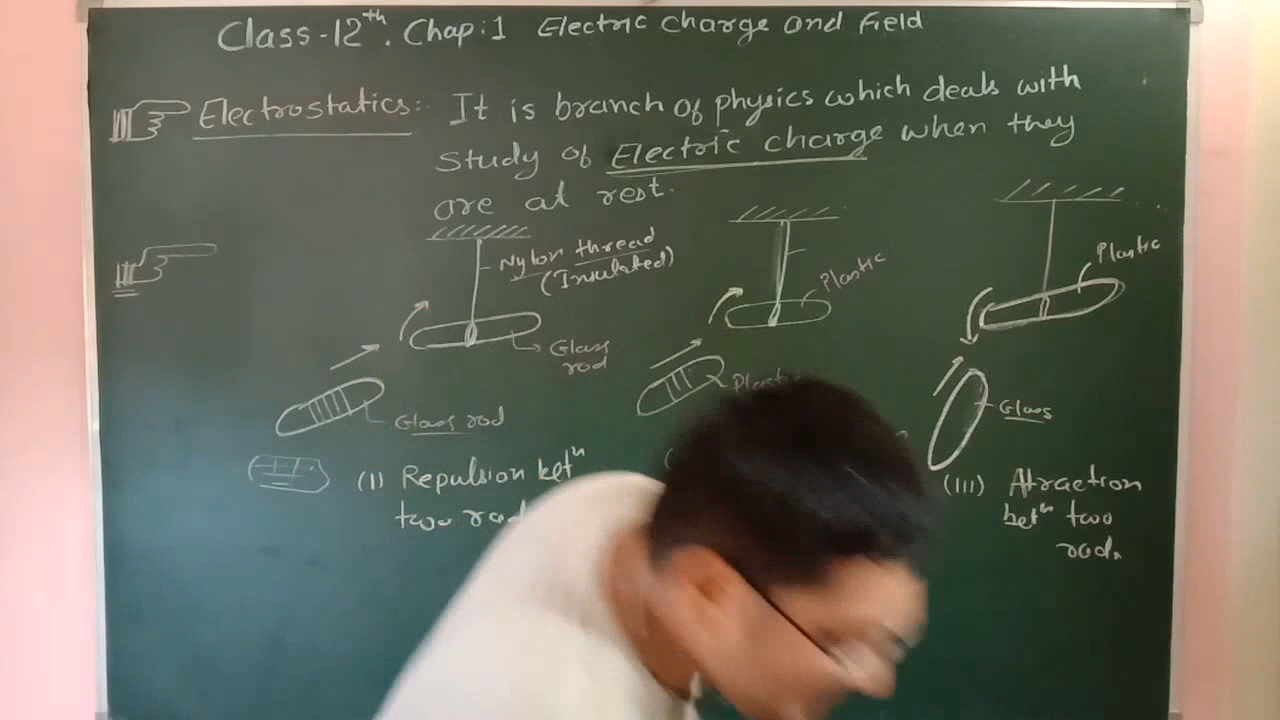 Class-12th. Chap:1 Electric Charge and Field
Electrostatics:- It is branch of physics which deals with
study of Electric charge when they
are at rest.
Nylon thread
(Insulated)
Glass
rod
Glass rod
(I) Repulsion betn
two rod
Plastic
Plastic
Glass
(III) Attraction
betn two
rod.